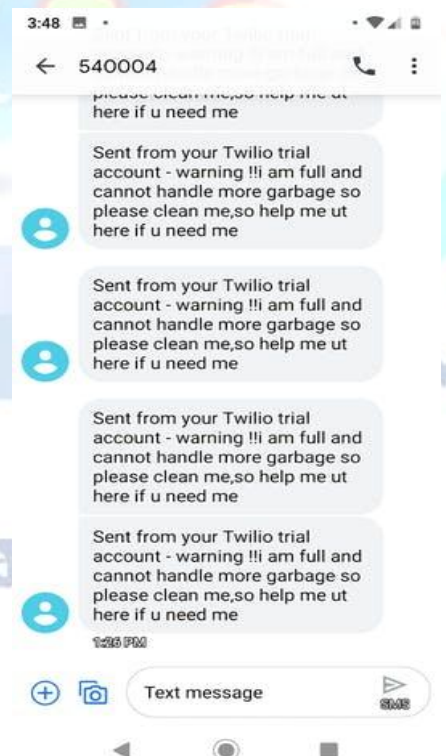 3:48
540004
please clean me,so help me ut
here if u need me
Sent from your Twilio trial
account - warning !!i am full and
cannot handle more garbage so
please clean me,so help me ut
here if u need me
Sent from your Twilio trial
account - warning !!i am full and
cannot handle more garbage so
please clean me,so help me ut
here if u need me
Sent from your Twilio trial
account - warning !!i am full and
cannot handle more garbage so
please clean me,so help me ut
here if u need me
Sent from your Twilio trial
account - warning !!i am full and
cannot handle more garbage so
please clean me,so help me ut
here if u need me
1:26 PM
Text message
SMS